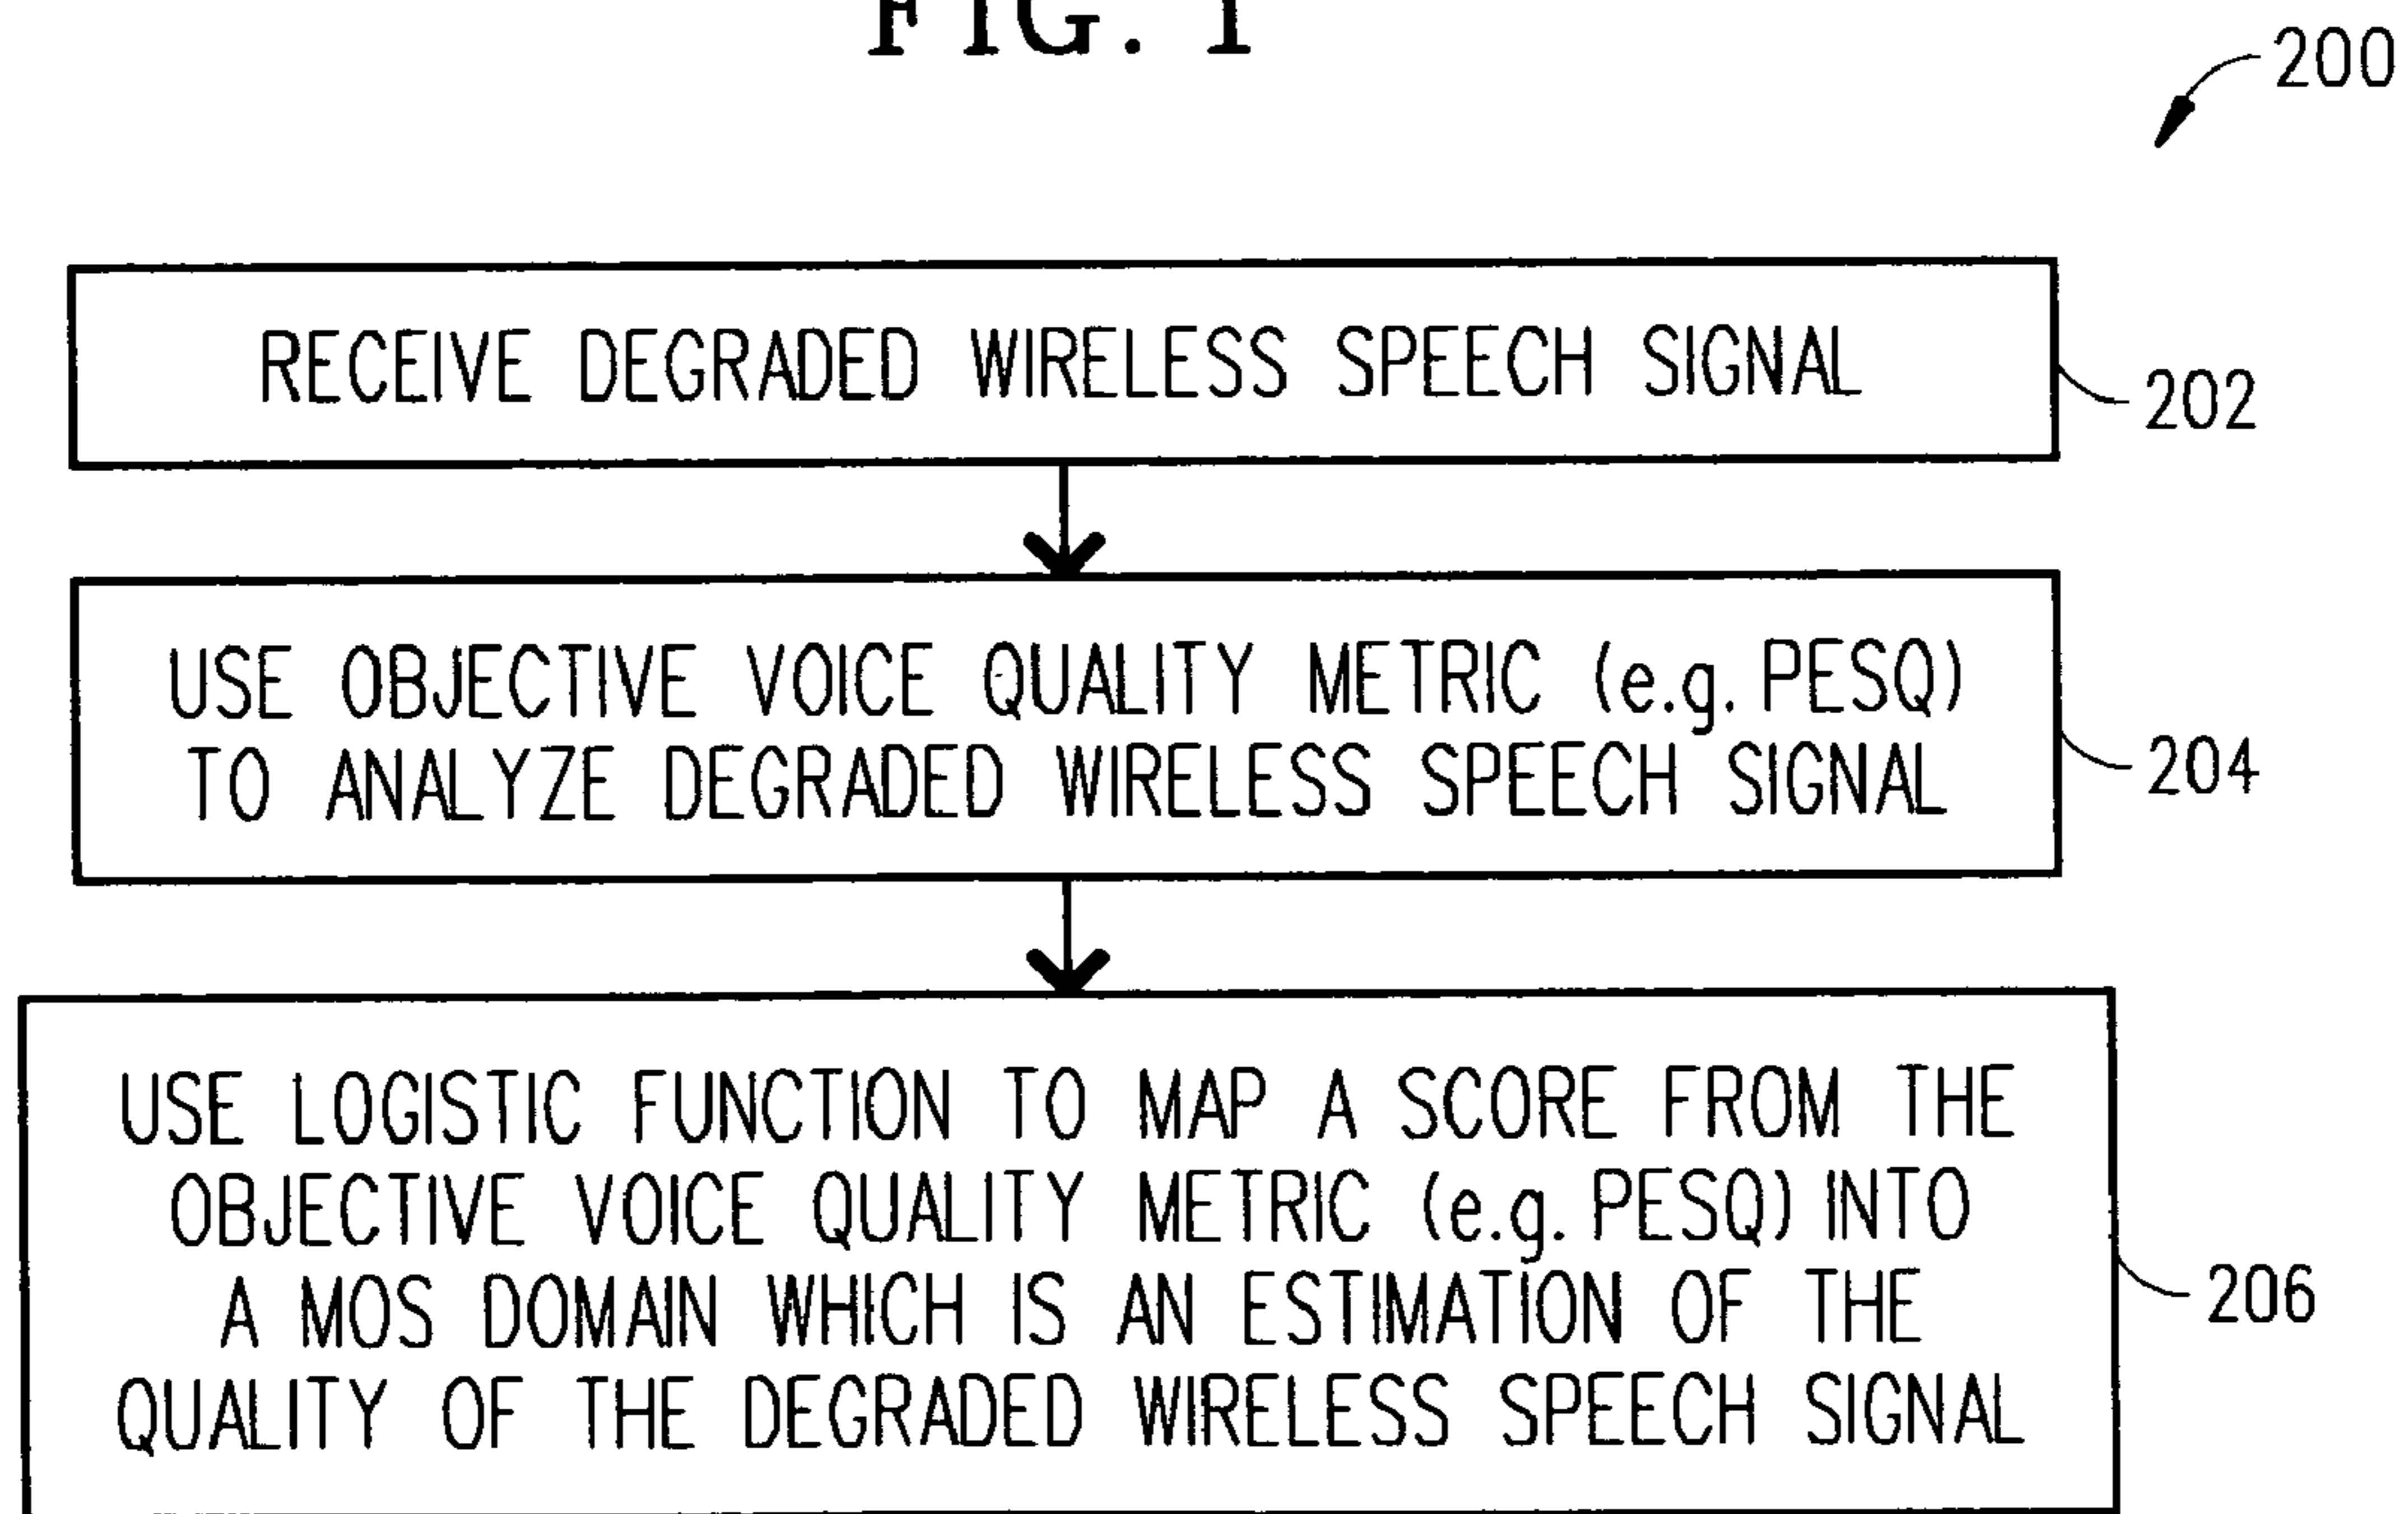 FIG. 1
200
RECEIVE DEGRADED WIRELESS SPEECH SIGNAL
202
USE OBJECTIVE VOICE QUALITY METRIC (e.g. PESQ)
TO ANALYZE DEGRADED WIRELESS SPEECH SIGNAL
204
USE LOGISTIC FUNCTION TO MAP A SCORE FROM THE
OBJECTIVE VOICE QUALITY METRIC (e.g. PESQ) INTO
A MOS DOMAIN WHICH IS AN ESTIMATION OF THE
QUALITY OF THE DEGRADED WIRELESS SPEECH SIGNAL
206